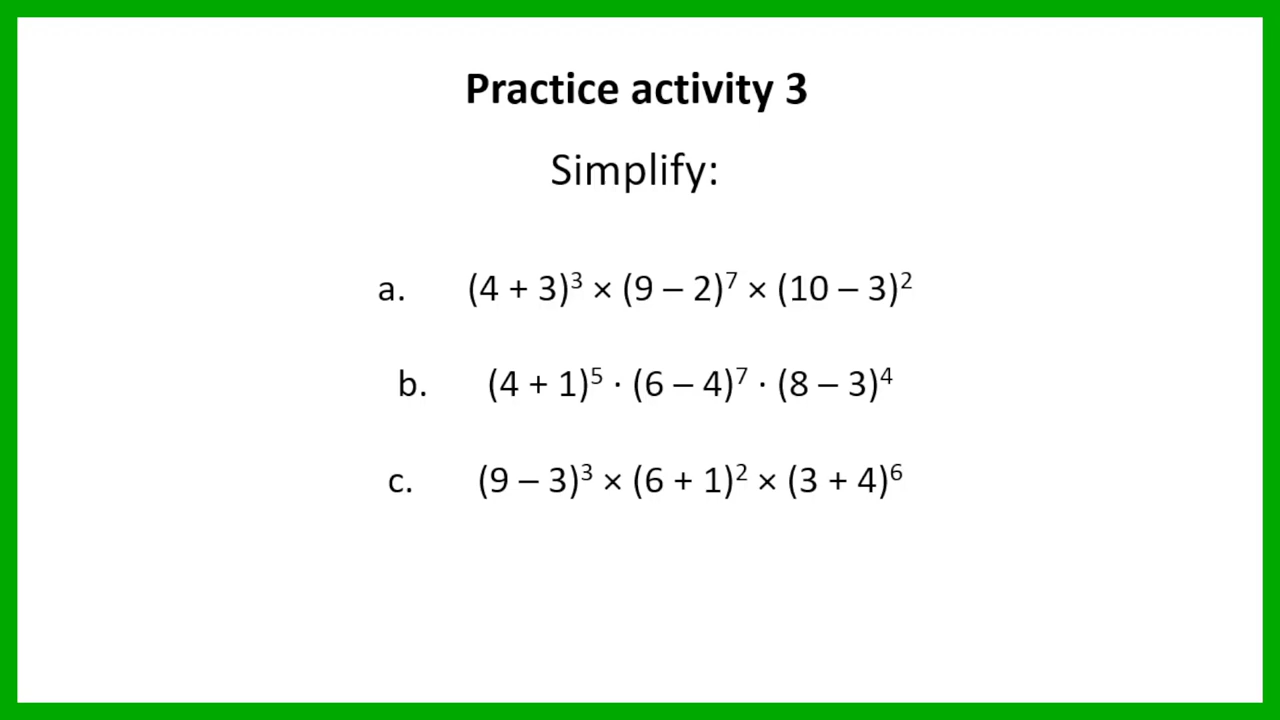 Practice activity 3
Simplify:
a. (4 + 3)³ × (9 – 2)⁷ × (10 – 3)²
b. (4 + 1)⁵ · (6 – 4)⁷ · (8 – 3)⁴
c. (9 – 3)³ × (6 + 1)² × (3 + 4)⁶